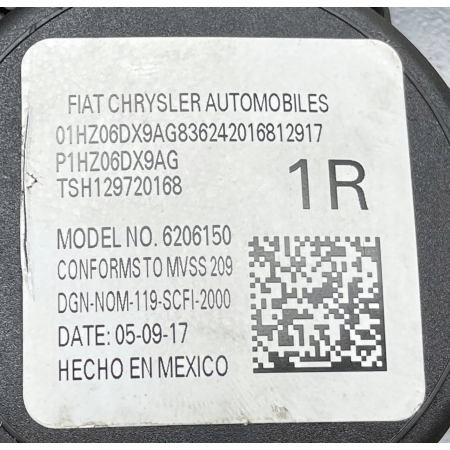 FIAT CHRYSLER AUTOMOBILES
01HZ06DX9AG836242016812917
P1HZ06DX9AG
TSH129720168
1R
MODEL NO. 6206150
CONFORMS TO MVSS 209
DGN-NOM-119-SCFI-2000
DATE: 05-09-17
HECHO EN MEXICO